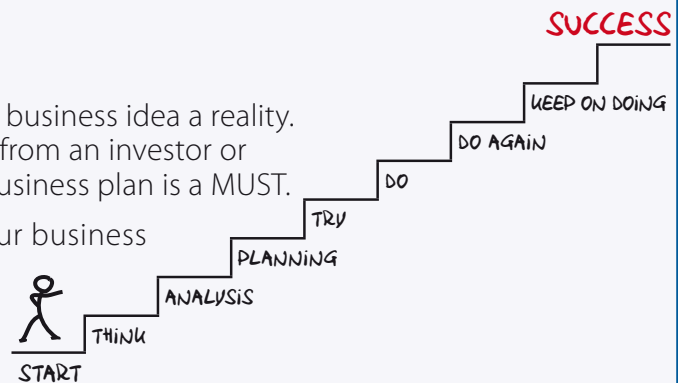 SUCCESS
business idea a reality.
KEEP ON DOING
from an investor or
DO AGAIN
usiness plan is a MUST.
DO
TRY
ur business
PLANNING
ANALYSIS
THINK
START